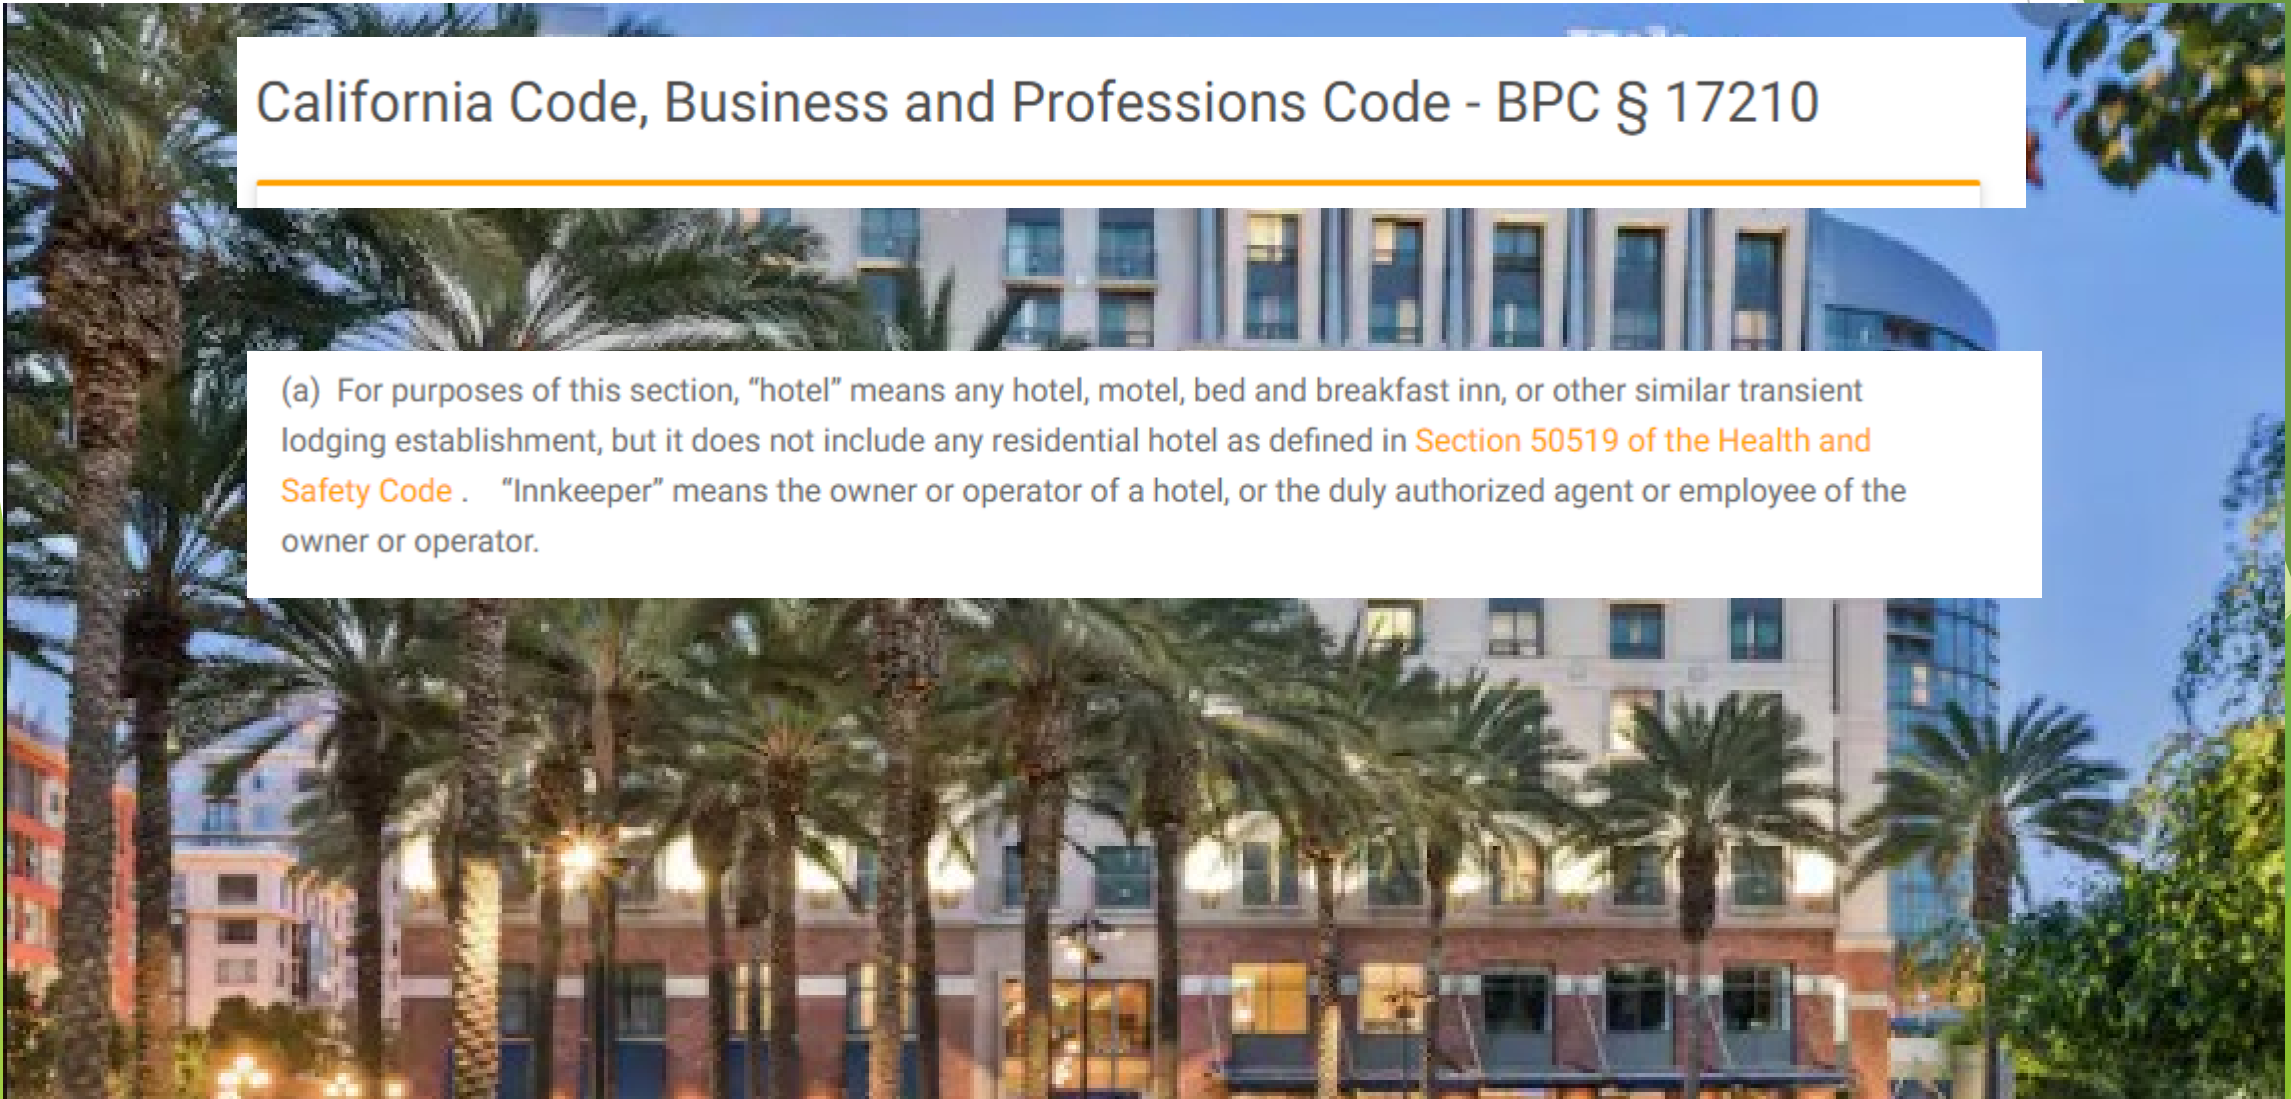 California Code, Business and Professions Code - BPC § 17210
(a) For purposes of this section, “hotel” means any hotel, motel, bed and breakfast inn, or other similar transient
lodging establishment, but it does not include any residential hotel as defined in Section 50519 of the Health and
Safety Code . “Innkeeper” means the owner or operator of a hotel, or the duly authorized agent or employee of the
owner or operator.